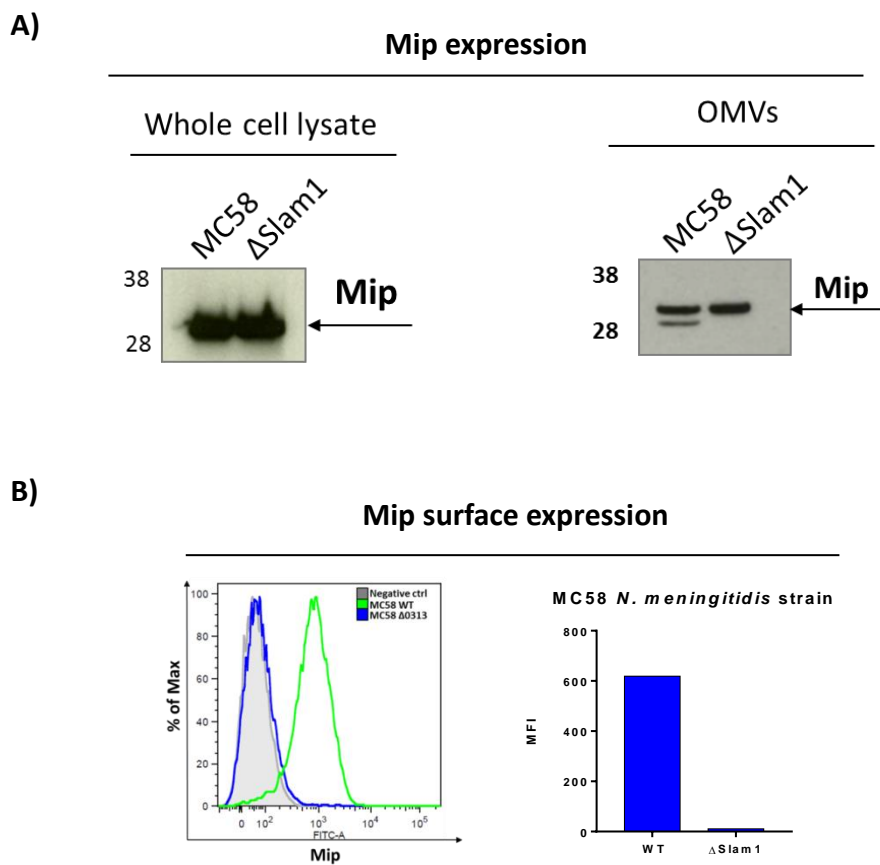 A)
Mip expression
Whole cell lysate
OMVs
MC58
ΔSlam1
MC58
ΔSlam1
38
Mip
28
38
Mip
28
B)
Mip surface expression
Negative ctrl
MC58 WT
MC58 Δ0313
% of Max
100
80
60
40
20
0
0 10² 10³ 10⁴ 10⁵
FITC-A
Mip
MC58 N. meningitidis strain
MFI
800
600
400
200
0
WT ΔSlam1